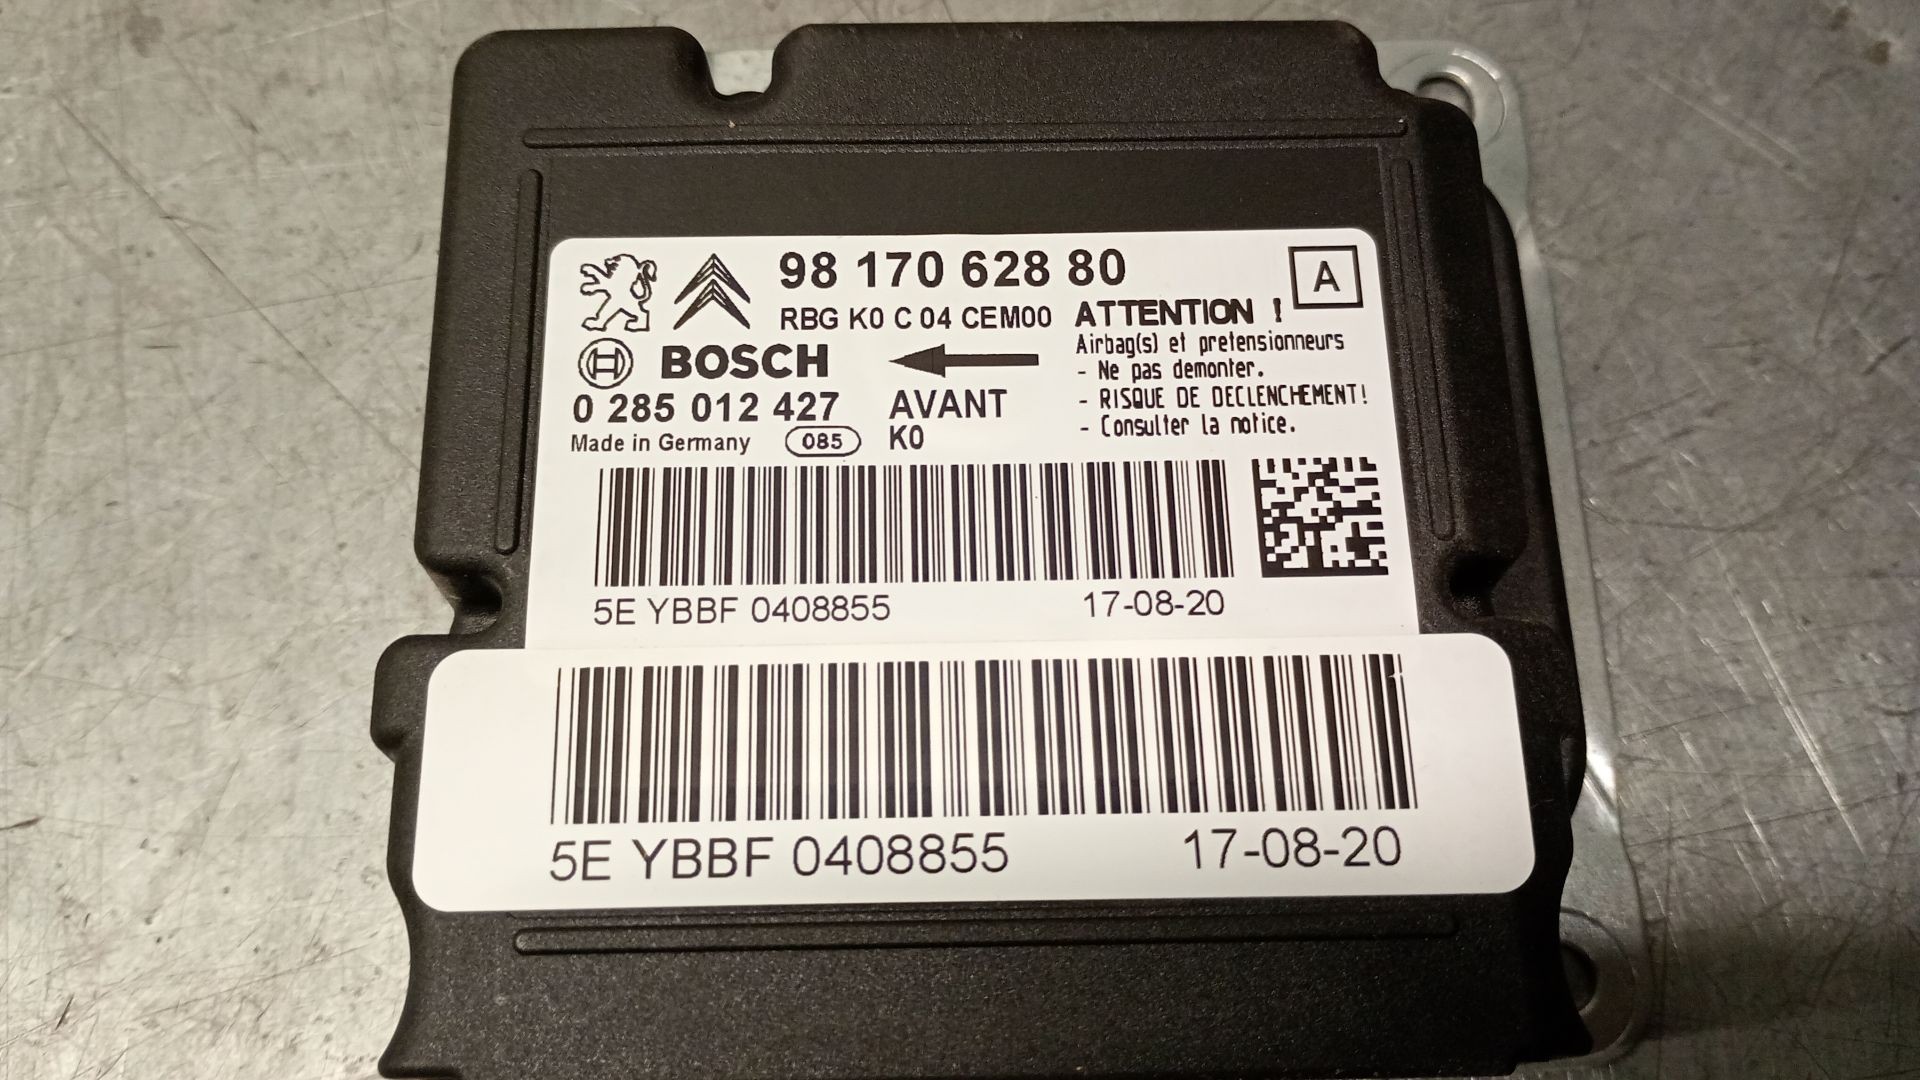 98 170 628 80
A
RBG K0 C 04 CEM00
ATTENTION !
Airbag(s) et pretensionneurs
- Ne pas demonter.
- RISQUE DE DECLENCHEMENT!
- Consulter la notice.
BOSCH
0 285 012 427
AVANT
Made in Germany
085
K0
5E YBBF 0408855
17-08-20
5E YBBF 0408855
17-08-20